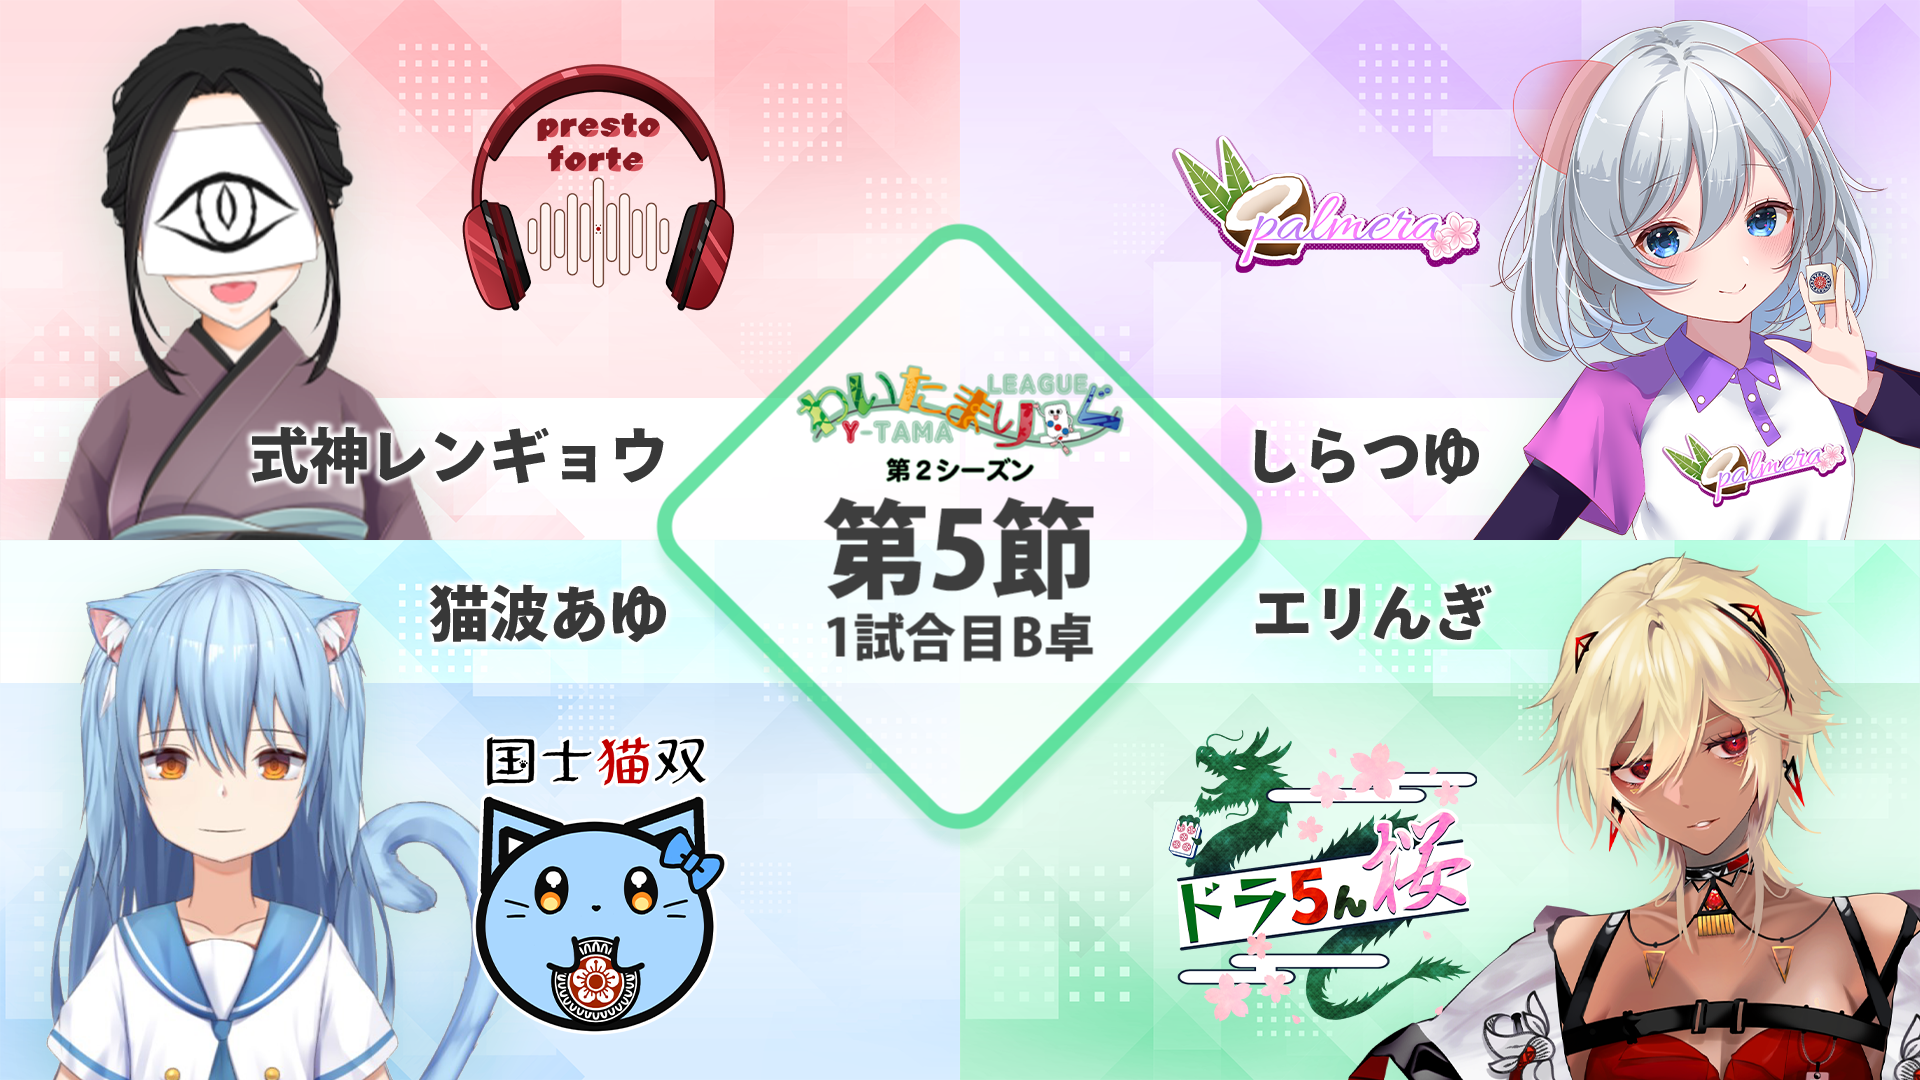 presto
forte
式神レンギョウ
palmera
しらつゆ
palmera
わいたまりーぐ
LEAGUE
Y-TAMA
第2シーズン
第5節
1試合目B卓
猫波あゆ
国士猫双
エリんぎ
ドラ5ん桜